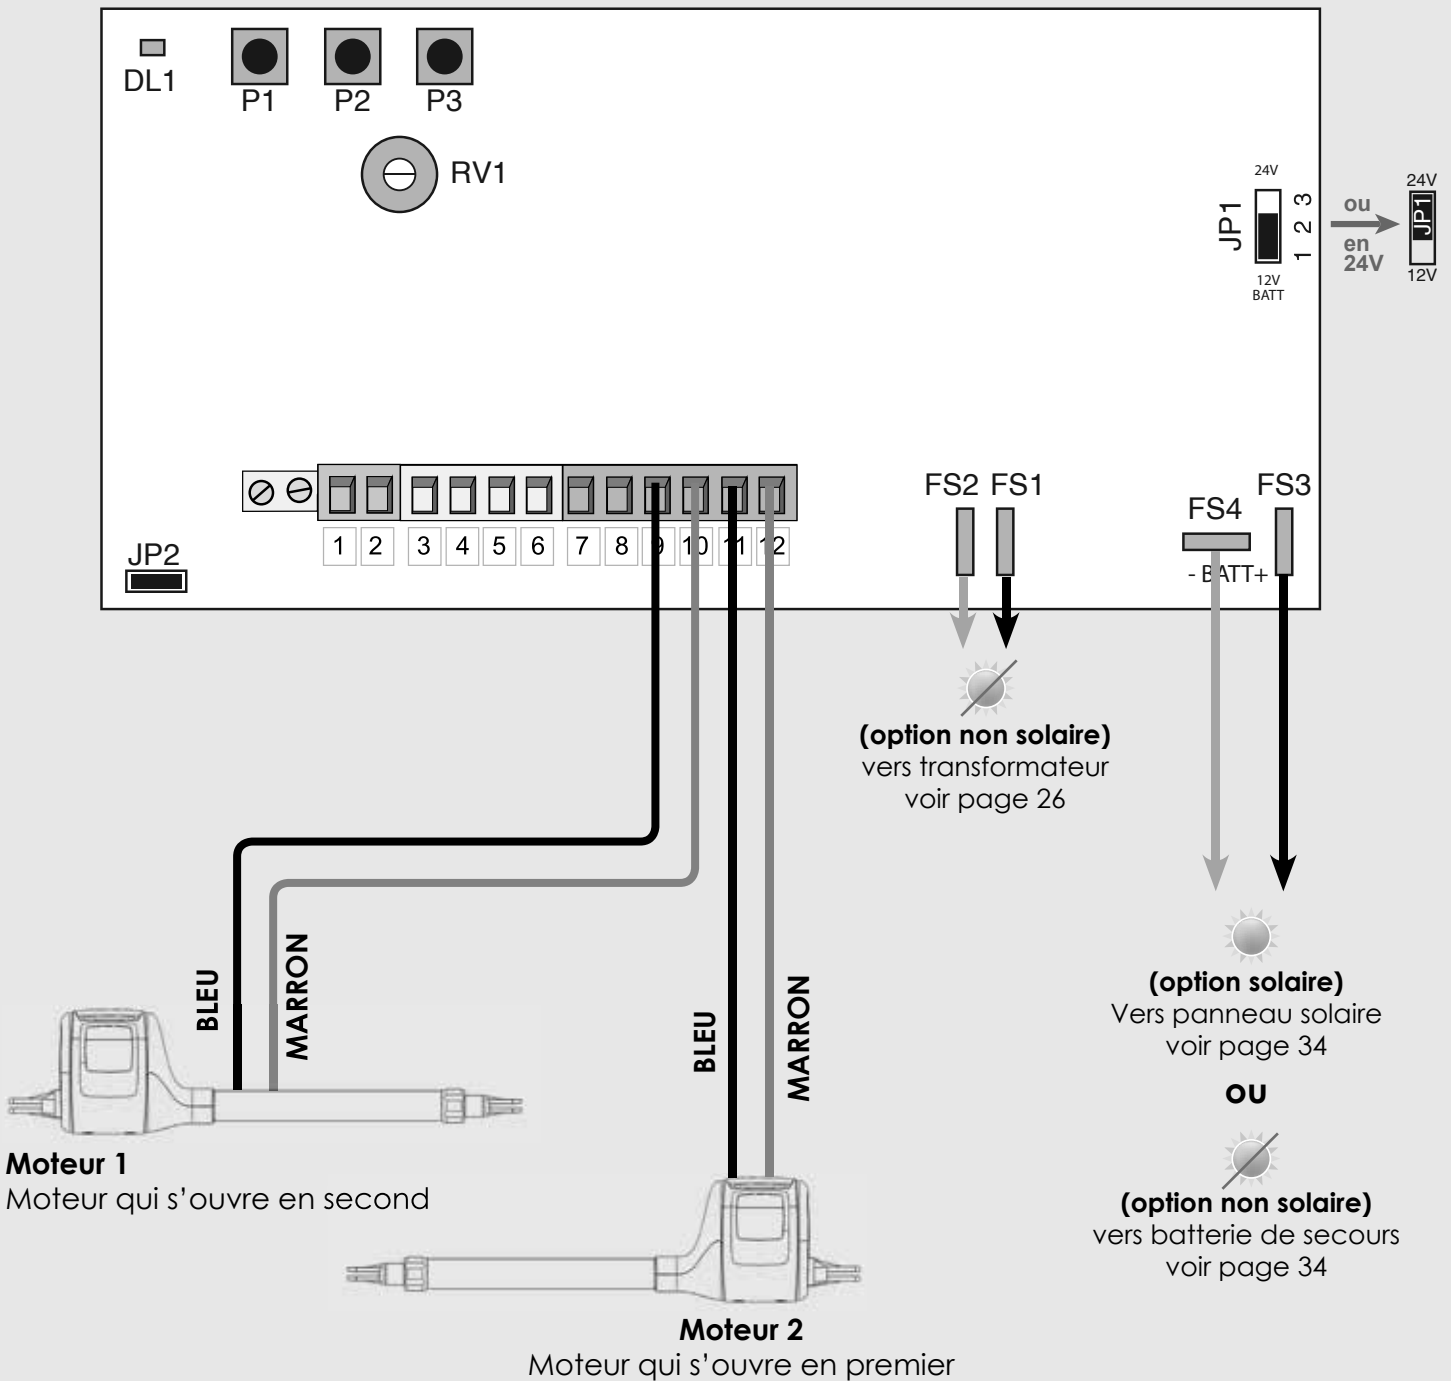 DL1
P1 P2 P3
RV1
24V
JP1
1 2 3
12V
BATT
ou
en
24V
24V
JP1
12V
JP2
1 2 3 4 5 6 7 8 9 10 11 12
FS2 FS1
FS4
FS3
- BATT+
(option non solaire)
vers transformateur
voir page 26
BLEU
MARRON
BLEU
MARRON
(option solaire)
Vers panneau solaire
voir page 34
ou
(option non solaire)
vers batterie de secours
voir page 34
Moteur 1
Moteur qui s’ouvre en second
Moteur 2
Moteur qui s’ouvre en premier